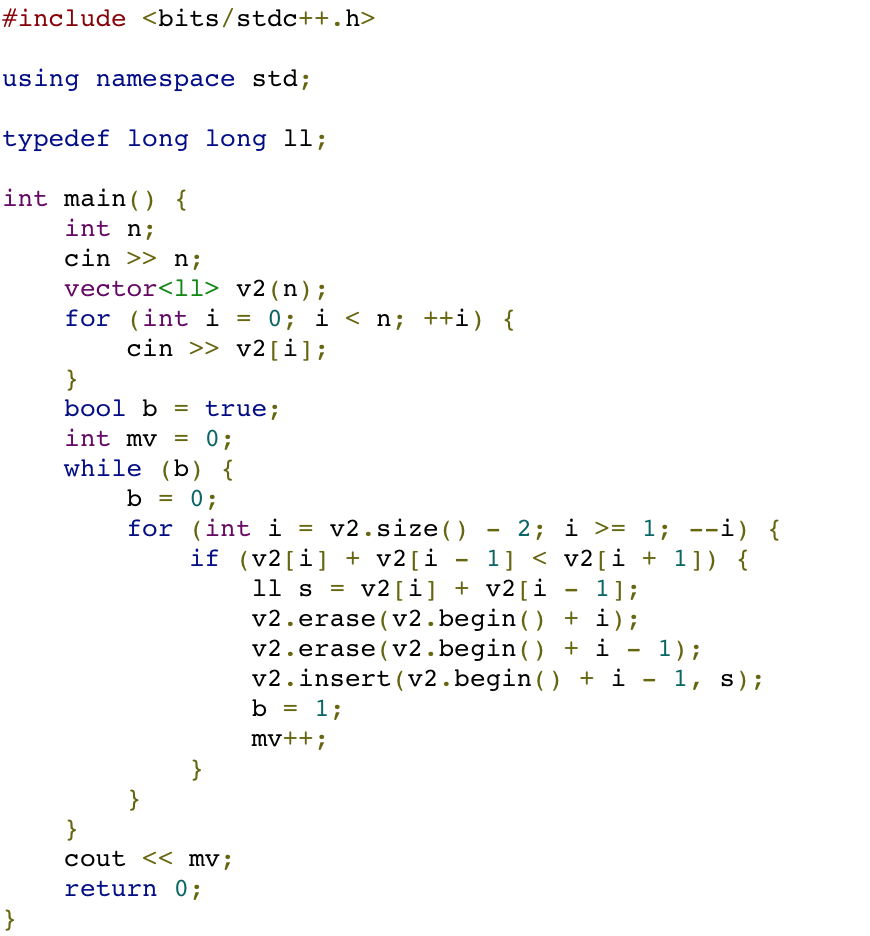 #include <bits/stdc++.h>

using namespace std;

typedef long long ll;

int main() {
    int n;
    cin >> n;
    vector<ll> v2(n);
    for (int i = 0; i < n; ++i) {
        cin >> v2[i];
    }
    bool b = true;
    int mv = 0;
    while (b) {
        b = 0;
        for (int i = v2.size() - 2; i >= 1; --i) {
            if (v2[i] + v2[i - 1] < v2[i + 1]) {
                ll s = v2[i] + v2[i - 1];
                v2.erase(v2.begin() + i);
                v2.erase(v2.begin() + i - 1);
                v2.insert(v2.begin() + i - 1, s);
                b = 1;
                mv++;
            }
        }
    }
    cout << mv;
    return 0;
}